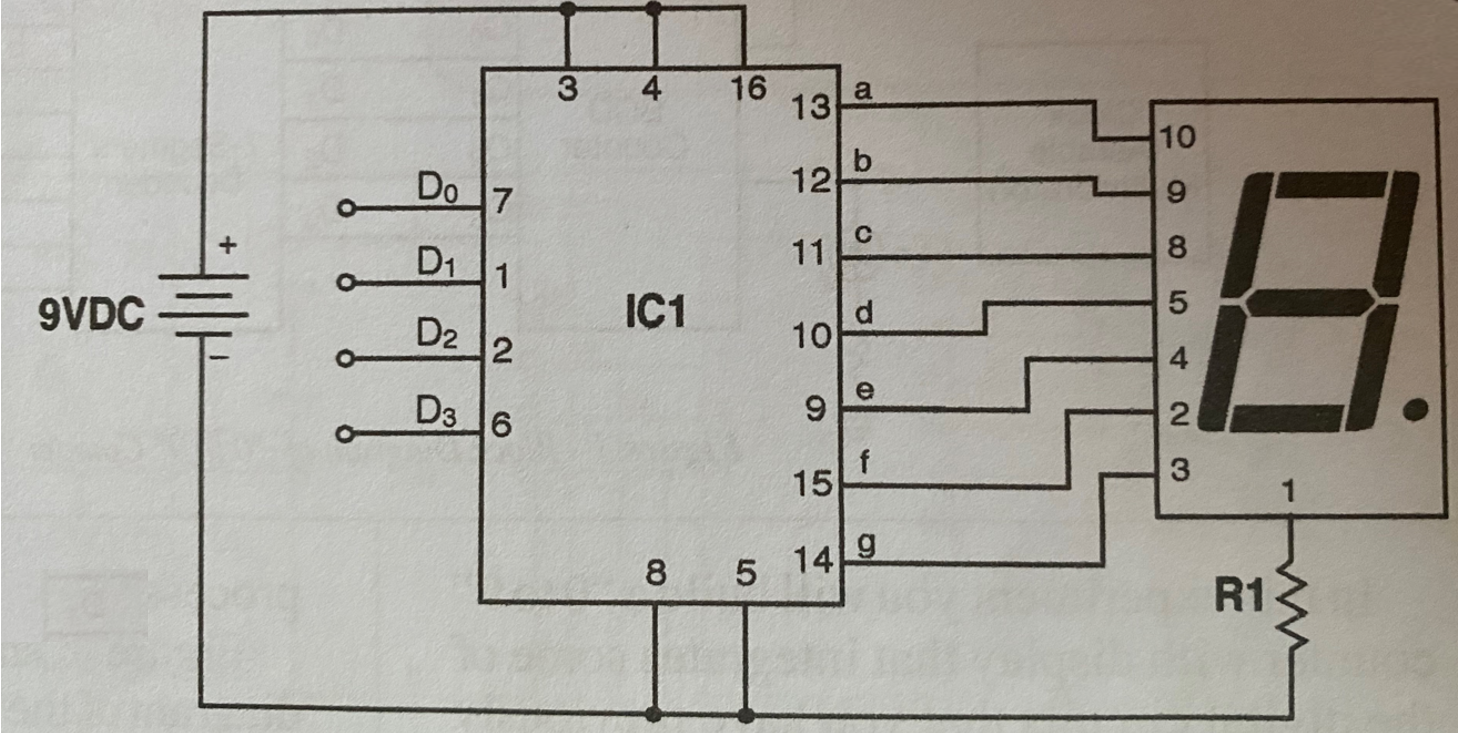 3 4 16
13 a
10
12 b
9
D0 7
11 c
8
D1 1
5
+
9VDC
IC1
10 d
D2 2
4
−
9 e
D3 6
2
15 f
3
1
14 g
8 5
R1